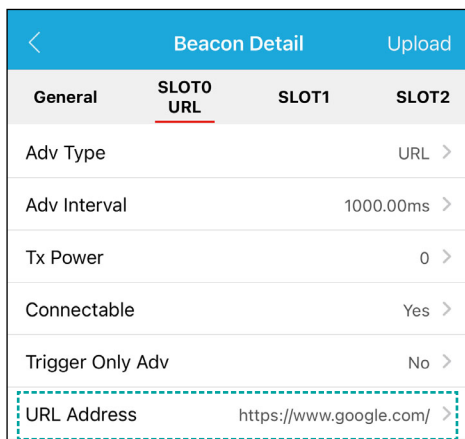 Beacon Detail Upload
General SLOT0 URL SLOT1 SLOT2
Adv Type URL
Adv Interval 1000.00ms
Tx Power 0
Connectable Yes
Trigger Only Adv No
URL Address https://www.google.com/